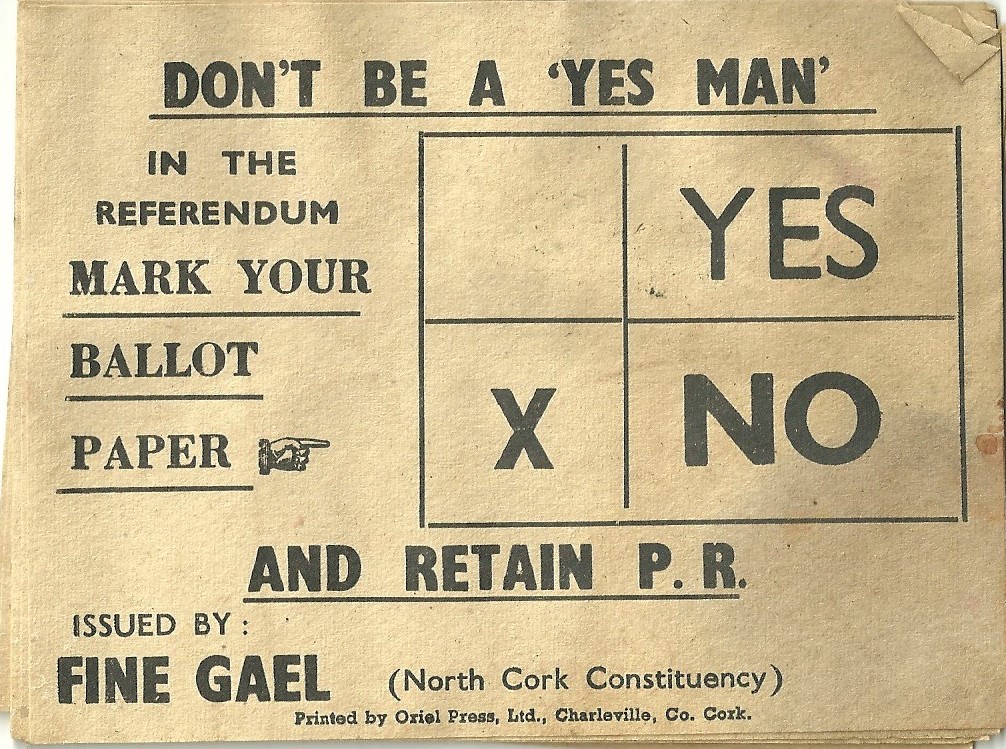 DON'T BE A 'YES MAN'
IN THE
REFERENDUM
MARK YOUR
BALLOT
PAPER
YES
X NO
AND RETAIN P. R.
ISSUED BY :
FINE GAEL (North Cork Constituency)
Printed by Oriel Press, Ltd., Charleville, Co. Cork.